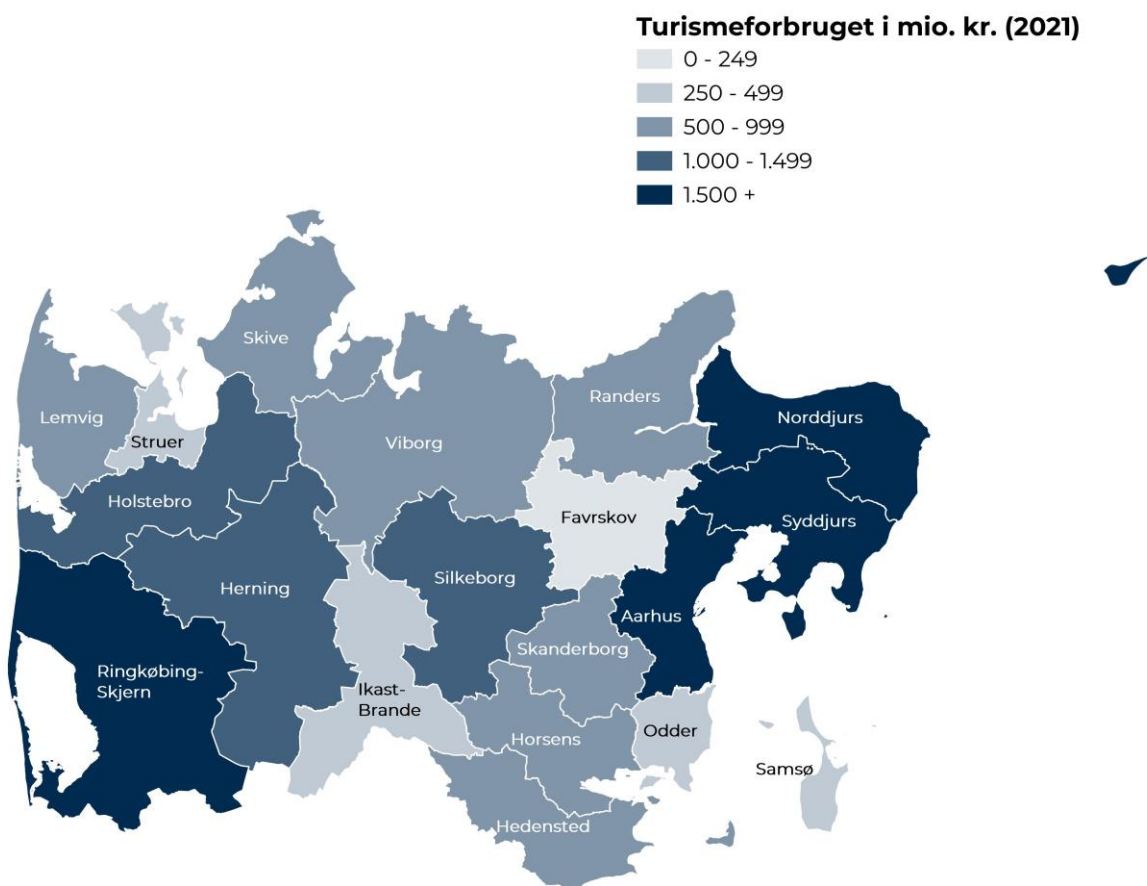 Turismeforbruget i mio. kr. (2021)
0 - 249
250 - 499
500 - 999
1.000 - 1.499
1.500 +
Skive
Lemvig
Struer
Randers
Norddjurs
Viborg
Holstebro
Favrskov
Syddjurs
Herning
Silkeborg
Aarhus
Skanderborg
Ringkøbing-
Skjern
Ikast-
Brande
Horsens
Odder
Samsø
Hedensted